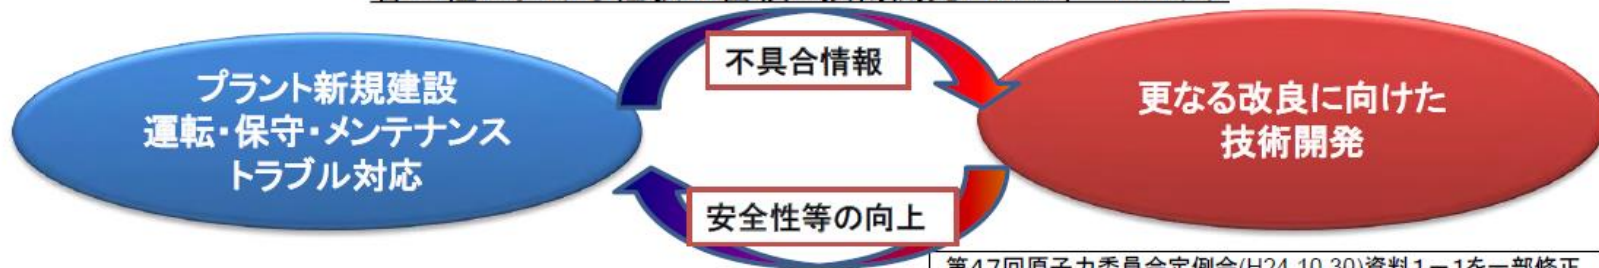 不具合情報
プラント新規建設
運転・保守・メンテナンス
トラブル対応
更なる改良に向けた
技術開発
安全性等の向上
第47回原子力委員会定例会(H24.10.30)資料1-1を一部修正